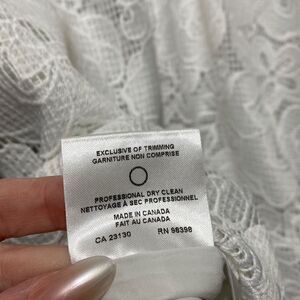 EXCLUSIVE OF TRIMMING
GARNITURE NON COMPRISE
PROFESSIONAL DRY CLEAN
NETTOYAGE À SEC PROFESSIONNEL
MADE IN CANADA
FAIT AU CANADA
CA 23130 RN 98398